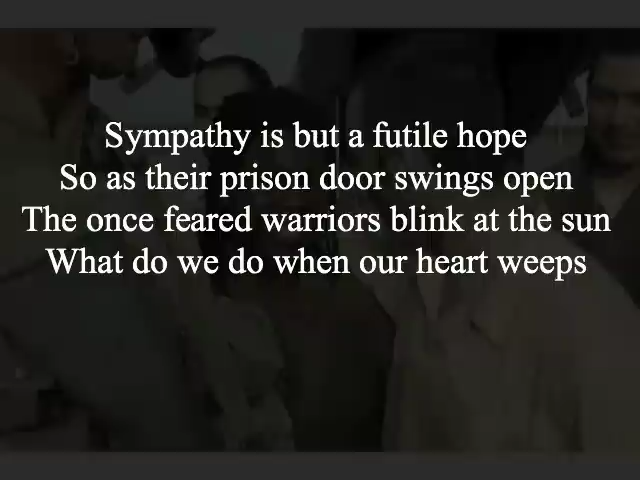 Sympathy is but a futile hope
So as their prison door swings open
The once feared warriors blink at the sun
What do we do when our heart weeps